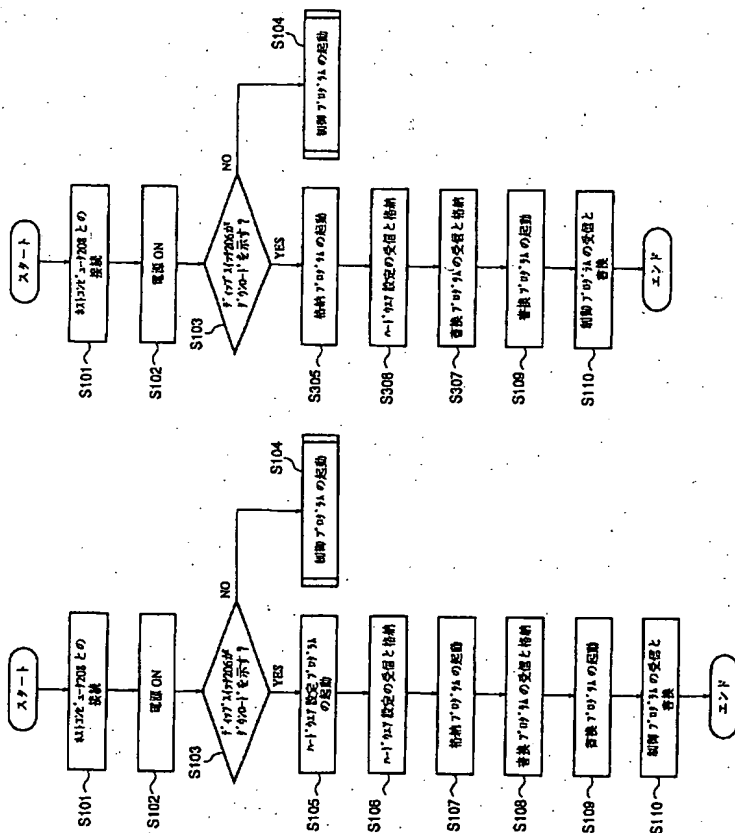 スタート
S101
ホストコンピュータ208 との
接続
S102
電源 ON
S103
ディップスイッチ206が
ダウンロードを示す?
NO
YES
S104
制御 プログラム の起動
S105
ハードウエア 設定 プログラム
の起動
S106
ハードウエア 設定の受信と格納
S107
格納 プログラム の起動
S108
書換 プログラム の受信と格納
S109
書換 プログラム の起動
S110
制御 プログラム の受信と
書換
エンド
スタート
S101
ホストコンピュータ208 との
接続
S102
電源 ON
S103
ディップスイッチ206が
ダウンロードを示す?
NO
YES
S104
制御 プログラム の起動
S305
格納 プログラム の起動
S306
ハードウエア 設定の受信と格納
S307
書換 プログラム の受信と格納
S109
書換 プログラム の起動
S110
制御 プログラム の受信と
書換
エンド